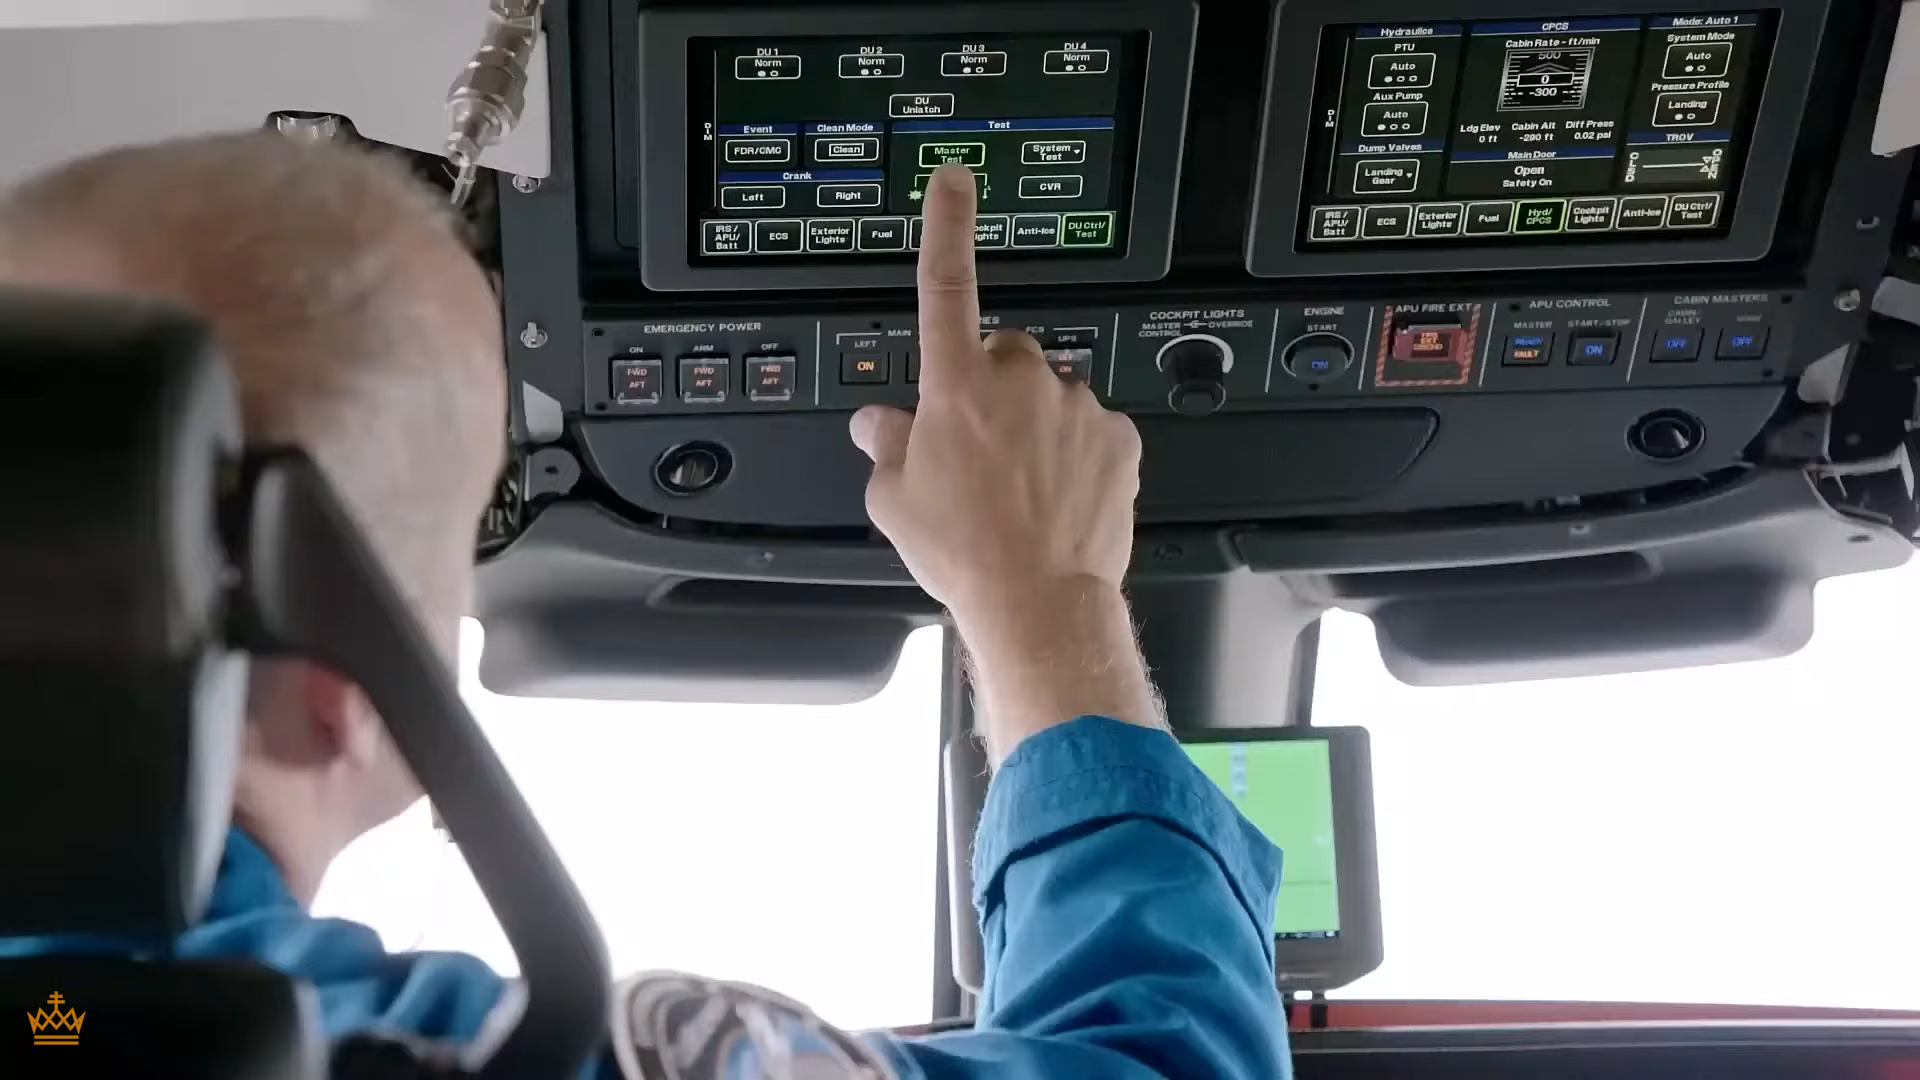 DU 1
DU 2
DU 3
DU 4
Norm
Norm
Norm
Norm
DU
Unlatch
DIM
Event
Clean Mode
Test
FDR/CMC
Clean
Master
Test
System
Test
Crank
Left
Right
CVR
IRS /
APU/
Batt
ECS
Exterior
Lights
Fuel
Anti-Ice
DU Ctrl/
Test
Hydraulics
CPCS
Mode: Auto 1
PTU
Cabin Rate - ft/min
System Mode
Auto
500
0
-300
Auto
Aux Pump
Pressure Profile
Auto
Landing
DIM
Ldg Elev
0 ft
Cabin Alt
-290 ft
Diff Press
0.02 psi
Dump Valves
Main Door
TROV
Landing
Gear
Open
Safety On
IRS /
APU/
Batt
ECS
Exterior
Lights
Fuel
Hyd/
CPCS
Cockpit
Lights
Anti-Ice
DU Ctrl/
Test
EMERGENCY POWER
ON
ARM
OFF
FWD
AFT
FWD
AFT
FWD
AFT
MAIN
LEFT
ON
FCS
UPS
OFF
ON
COCKPIT LIGHTS
MASTER
CONTROL
OVERRIDE
ENGINE
START
ON
APU FIRE EXT
APU CONTROL
MASTER
START/STOP
READY
FAULT
ON
CABIN MASTERS
CABIN/
GALLEY
OFF
OFF